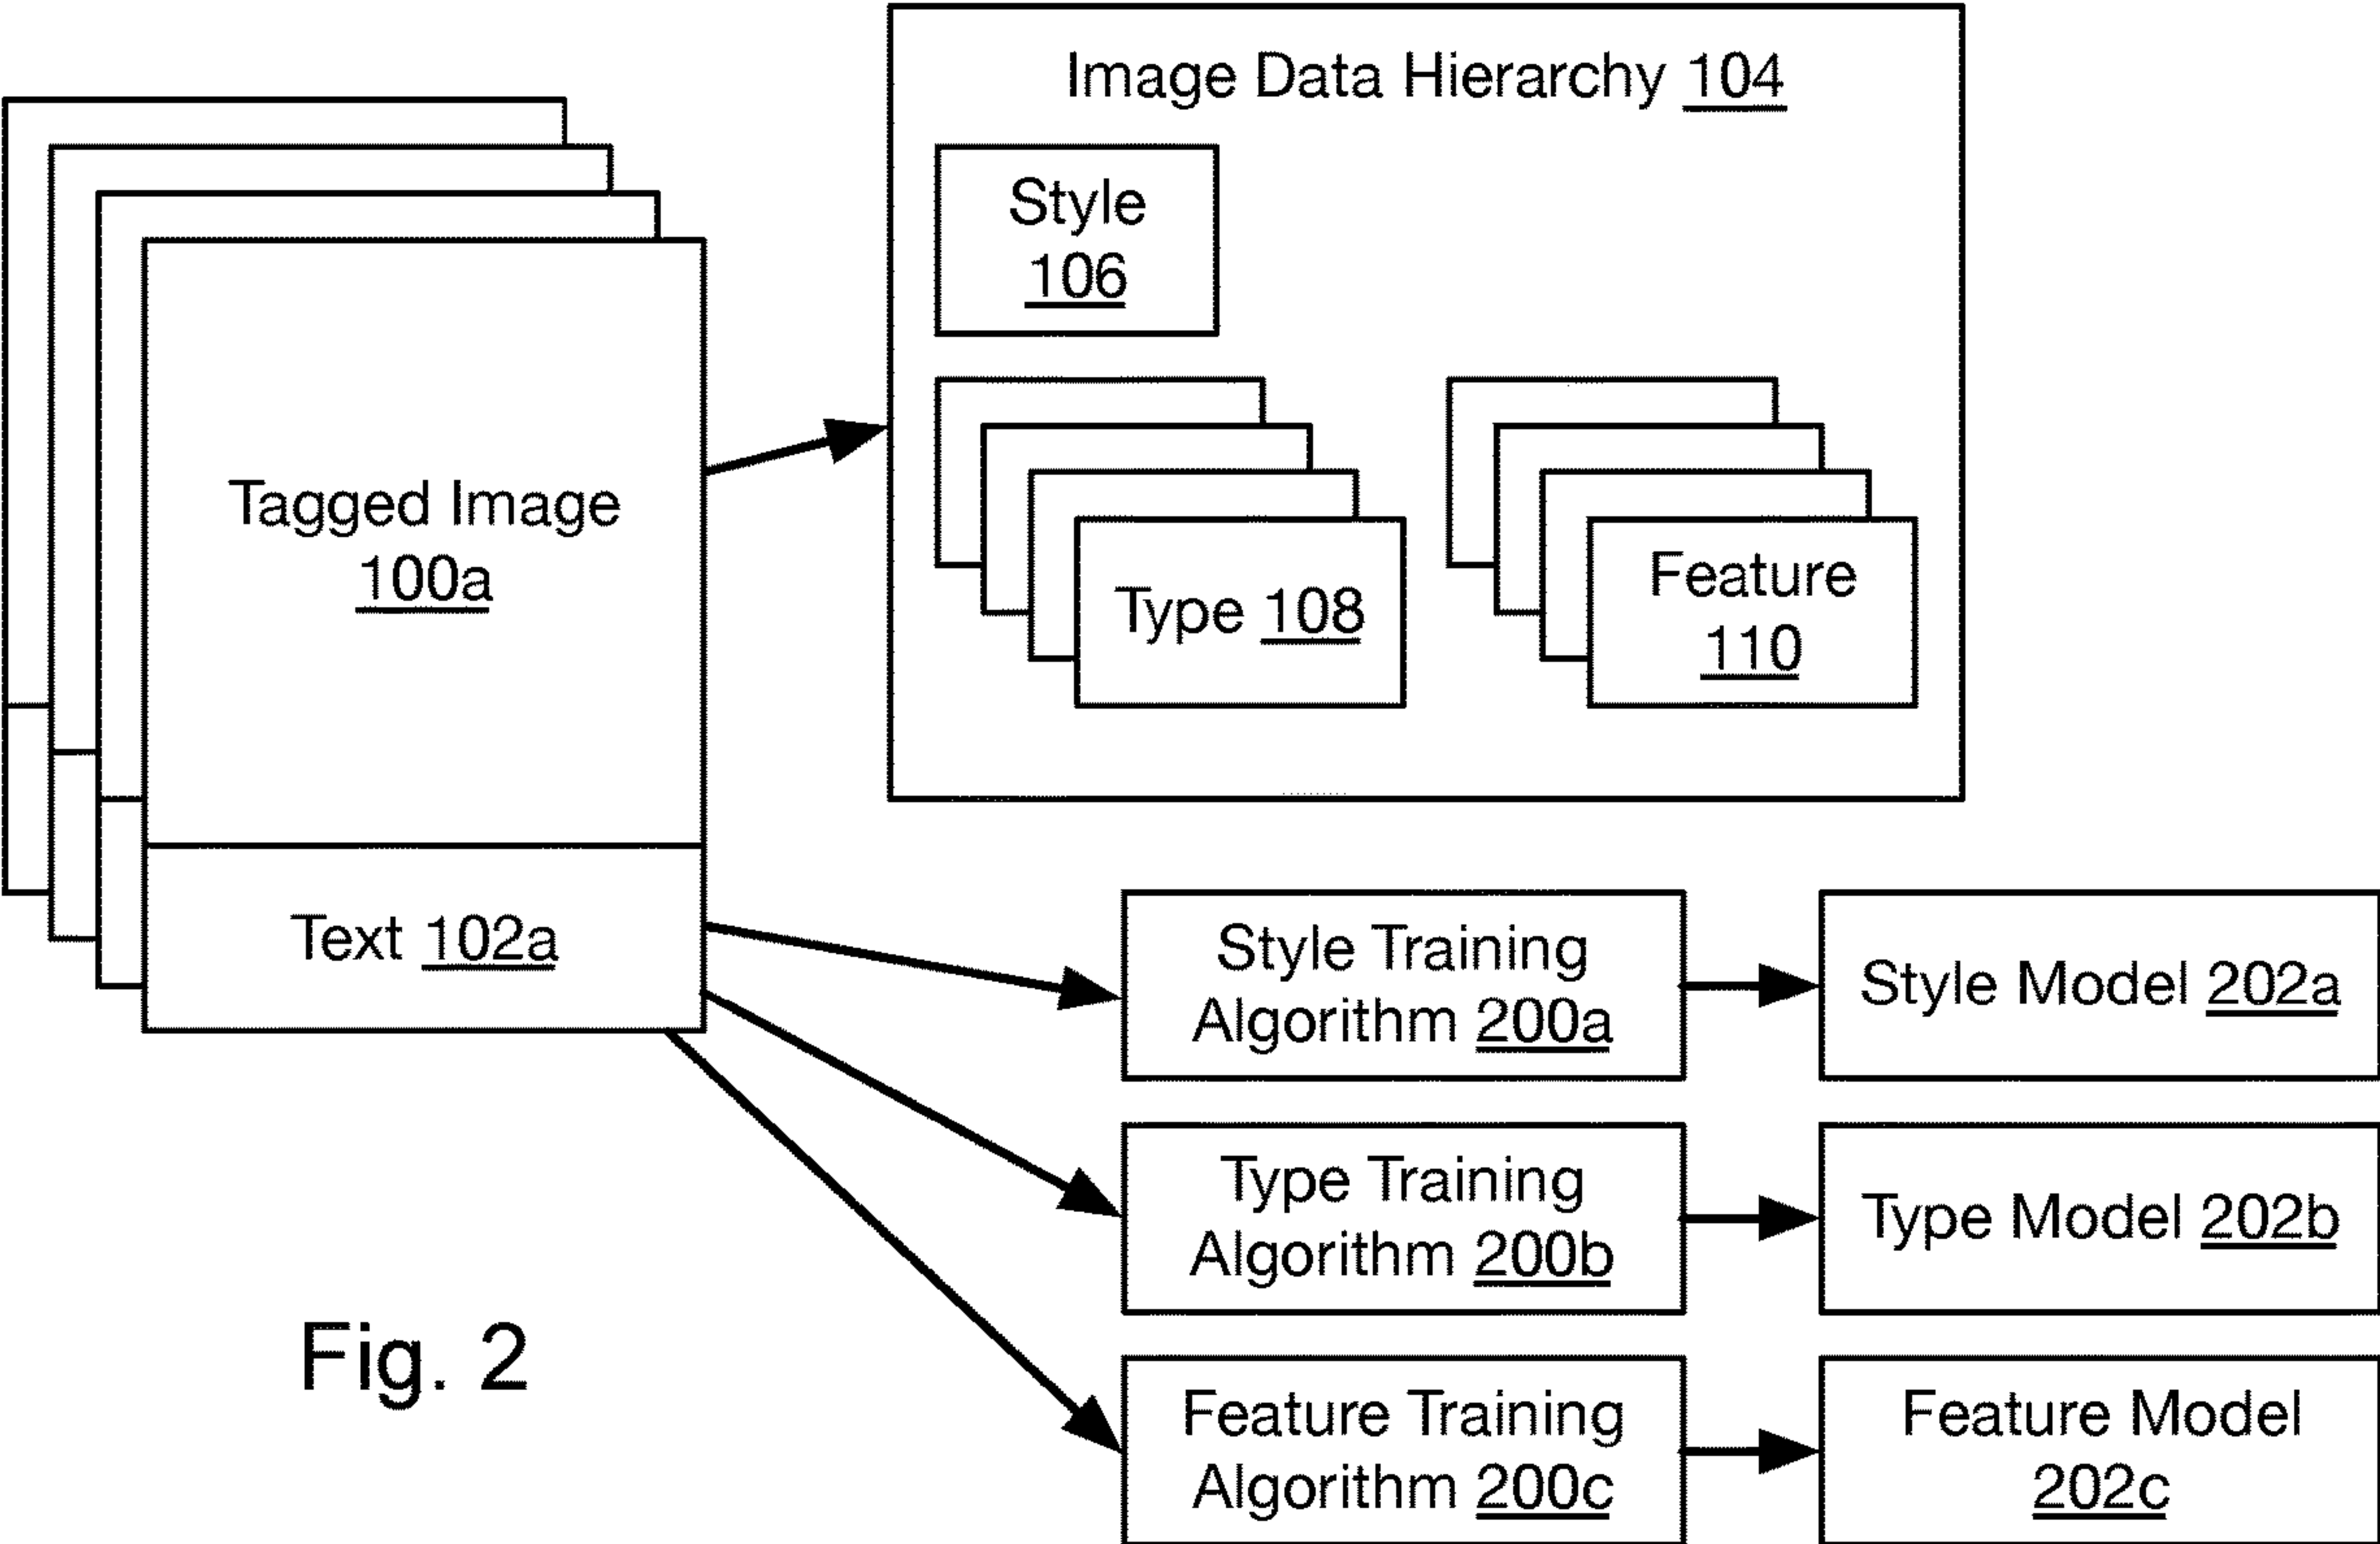 Image Data Hierarchy 104
Style
106
Tagged Image
100a
Type 108
Feature
110
Text 102a
Style Training
Algorithm 200a
Style Model 202a
Type Training
Algorithm 200b
Type Model 202b
Fig. 2
Feature Training
Algorithm 200c
Feature Model
202c